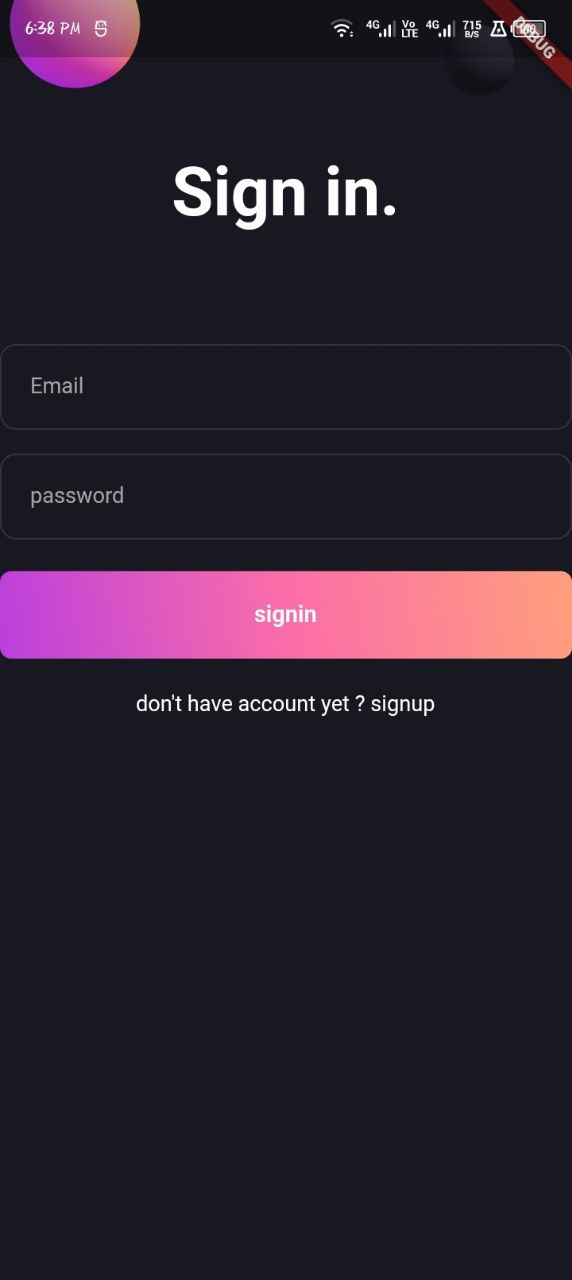 6:38 PM
4G Vo LTE 4G 715 B/S
DEBUG
Sign in.
Email
password
signin
don't have account yet ? signup